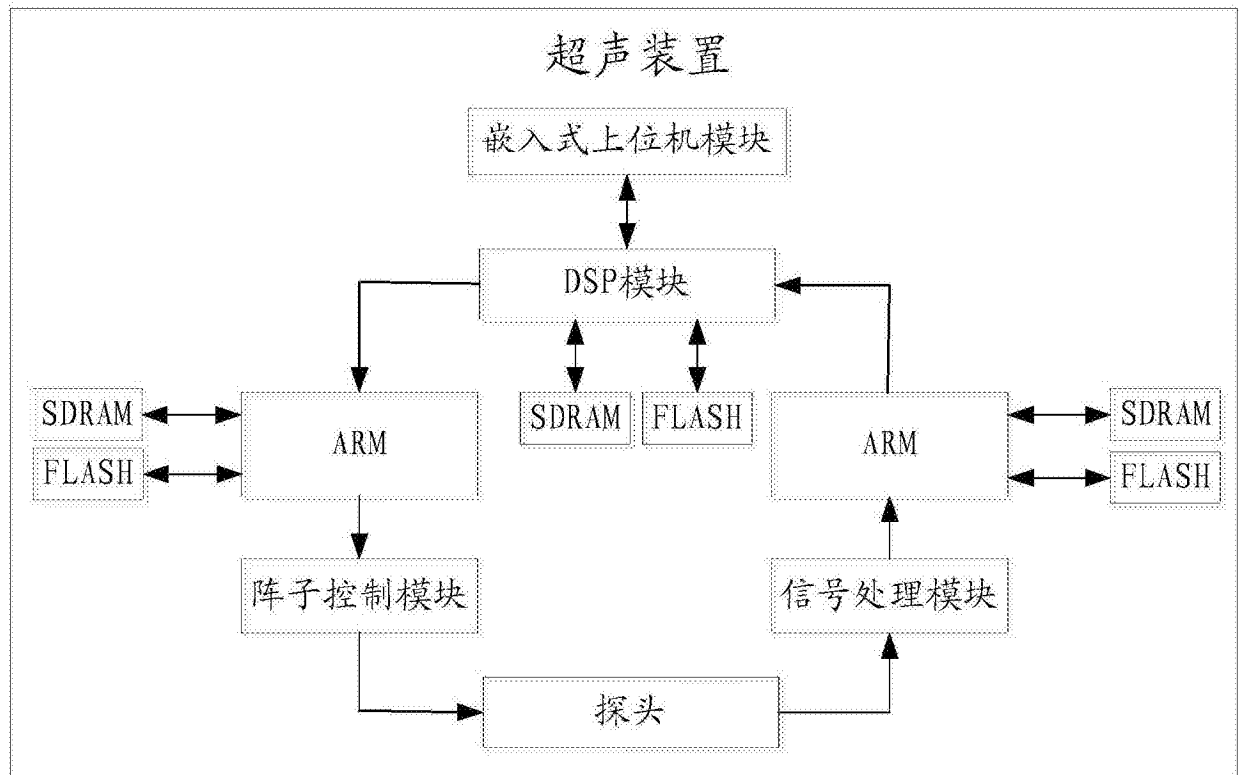 超声装置
嵌入式上位机模块
DSP模块
SDRAM
FLASH
ARM
SDRAM
FLASH
ARM
SDRAM
FLASH
阵子控制模块
信号处理模块
探头